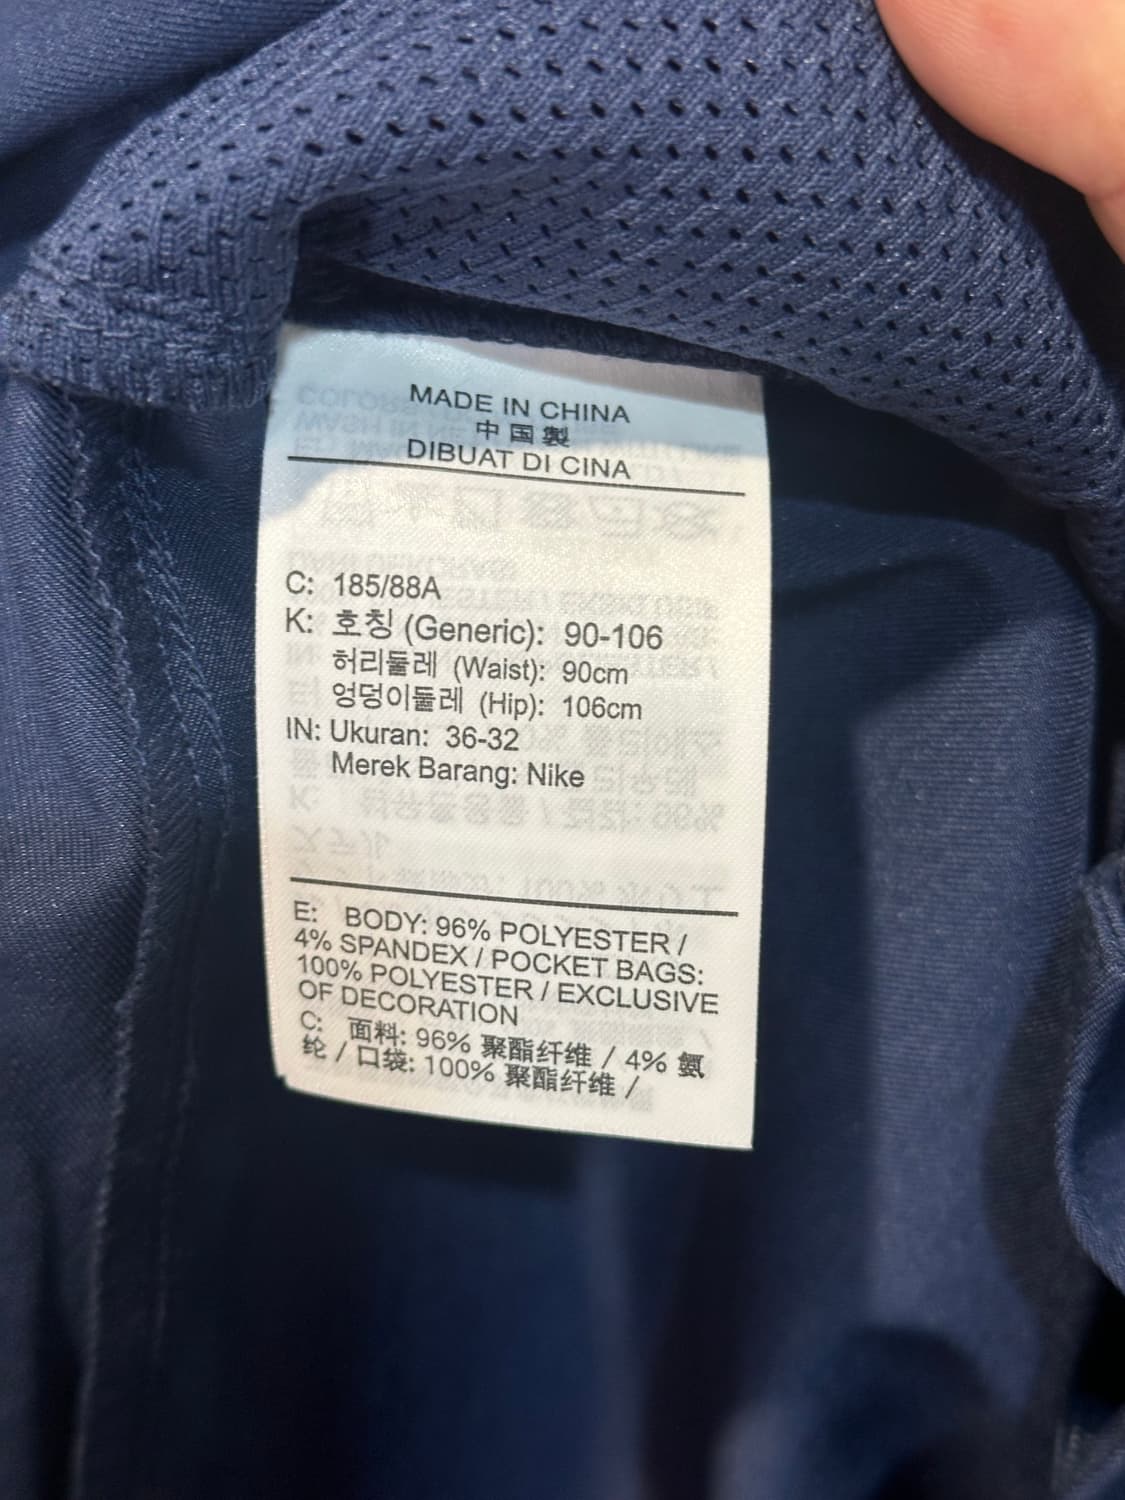 MADE IN CHINA
中国製
DIBUAT DI CINA
C: 185/88A
K: 호칭 (Generic): 90-106
허리둘레 (Waist): 90cm
엉덩이둘레 (Hip): 106cm
IN: Ukuran: 36-32
Merek Barang: Nike
E: BODY: 96% POLYESTER /
4% SPANDEX / POCKET BAGS:
100% POLYESTER / EXCLUSIVE
OF DECORATION
C: 面料: 96% 聚酯纤维 / 4% 氨
纶 / 口袋: 100% 聚酯纤维 /